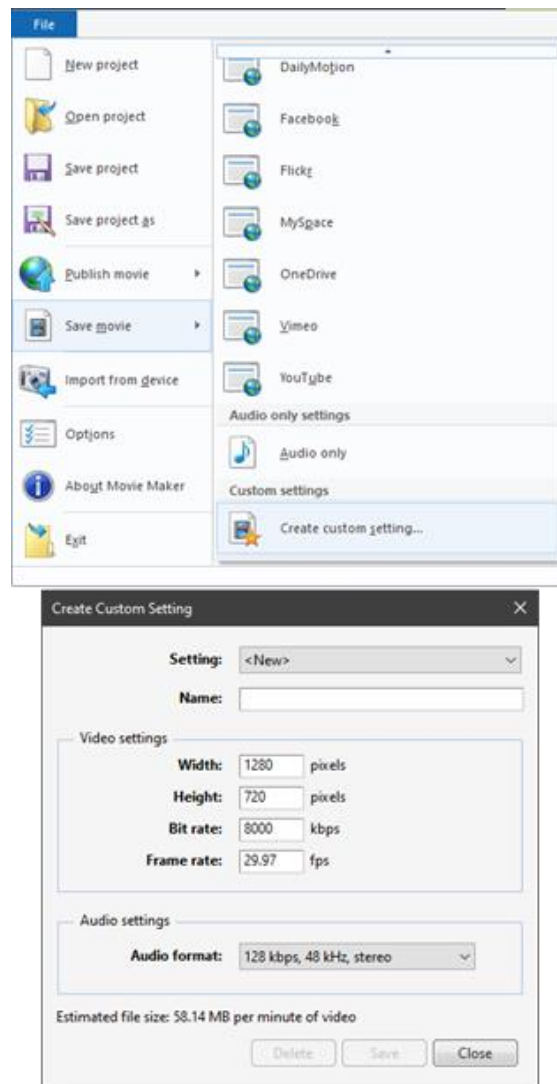 File
New project
Open project
Save project
Save project as
Publish movie
Save movie
Import from device
Options
About Movie Maker
Exit
DailyMotion
Facebook
Flickr
MySpace
OneDrive
Vimeo
YouTube
Audio only settings
Audio only
Custom settings
Create custom setting...
Create Custom Setting
Setting: <New>
Name:
Video settings
Width: 1280 pixels
Height: 720 pixels
Bit rate: 8000 kbps
Frame rate: 29.97 fps
Audio settings
Audio format: 128 kbps, 48 kHz, stereo
Estimated file size: 58.14 MB per minute of video
Delete Save Close